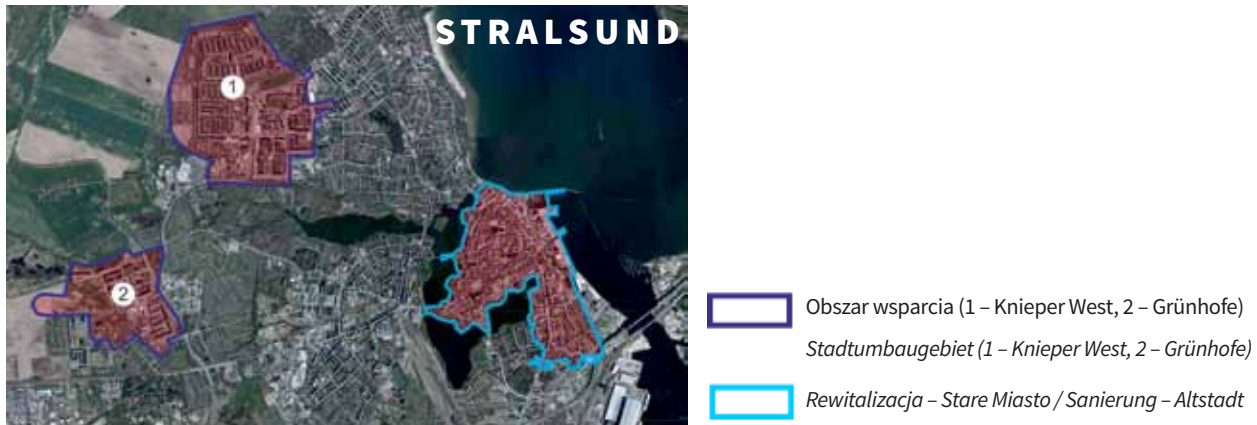 STRALSUND
1
2
Obszar wsparcia (1 – Knieper West, 2 – Grünhofe)
Stadtumbaugebiet (1 – Knieper West, 2 – Grünhofe)
Rewitalizacja – Stare Miasto / Sanierung – Altstadt